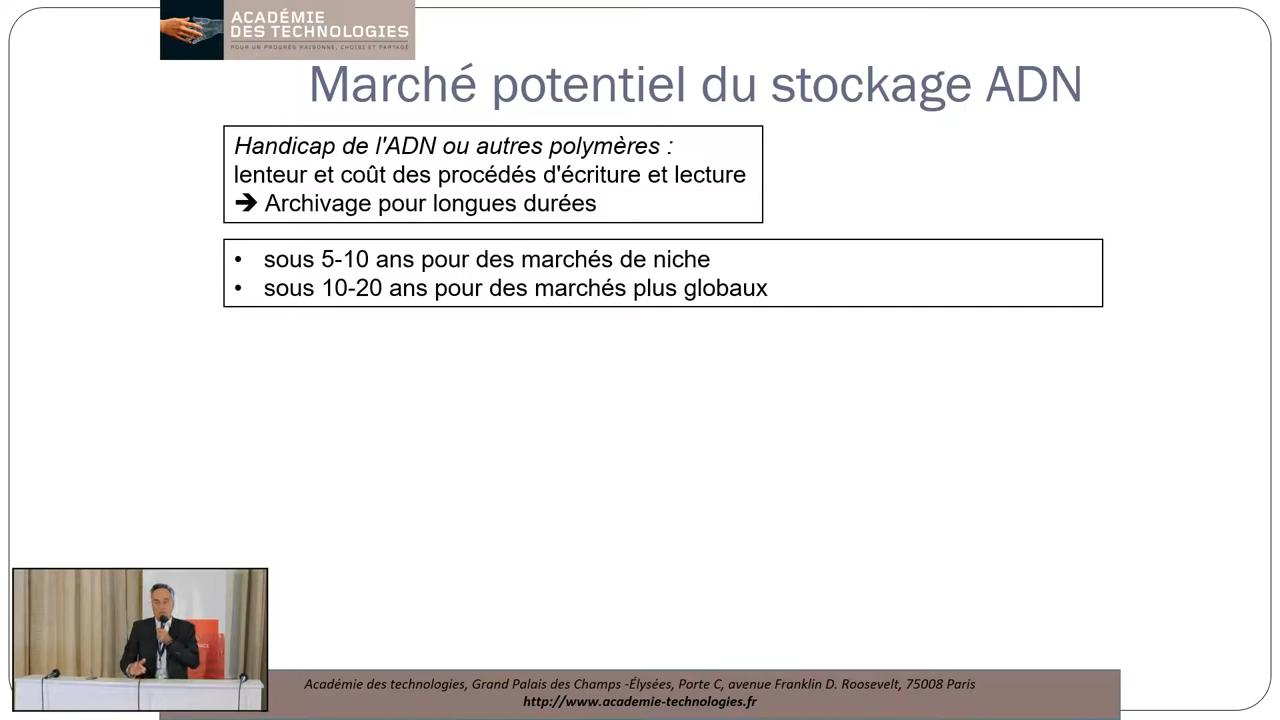 ACADÉMIE
DES TECHNOLOGIES
POUR UN PROGRÈS RAISONNÉ, CHOISI ET PARTAGÉ
Marché potentiel du stockage ADN
Handicap de l'ADN ou autres polymères :
lenteur et coût des procédés d'écriture et lecture
➔ Archivage pour longues durées
• sous 5-10 ans pour des marchés de niche
• sous 10-20 ans pour des marchés plus globaux
Académie des technologies, Grand Palais des Champs -Élysées, Porte C, avenue Franklin D. Roosevelt, 75008 Paris
http://www.academie-technologies.fr